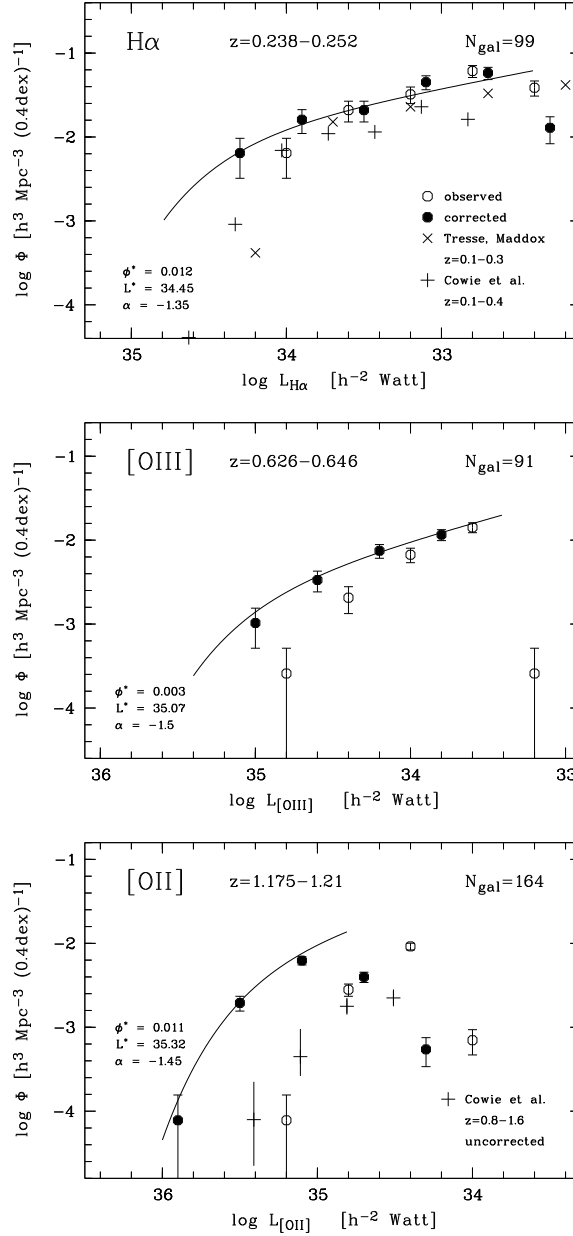 Hα z=0.238−0.252 N_gal=99
−1
−2
−3
−4
log Φ [h³ Mpc⁻³ (0.4dex)⁻¹]
○ observed
● corrected
× Tresse, Maddox
z=0.1−0.3
+ Cowie et al.
z=0.1−0.4
ϕ* = 0.012
L* = 34.45
α = −1.35
35 34 33
log L_Hα [h⁻² Watt]
[OIII] z=0.626−0.646 N_gal=91
−1
−2
−3
−4
log Φ [h³ Mpc⁻³ (0.4dex)⁻¹]
ϕ* = 0.003
L* = 35.07
α = −1.5
36 35 34 33
log L_[OIII] [h⁻² Watt]
[OII] z=1.175−1.21 N_gal=164
−1
−2
−3
−4
log Φ [h³ Mpc⁻³ (0.4dex)⁻¹]
ϕ* = 0.011
L* = 35.32
α = −1.45
+ Cowie et al.
z=0.8−1.6
uncorrected
36 35 34
log L_[OII] [h⁻² Watt]